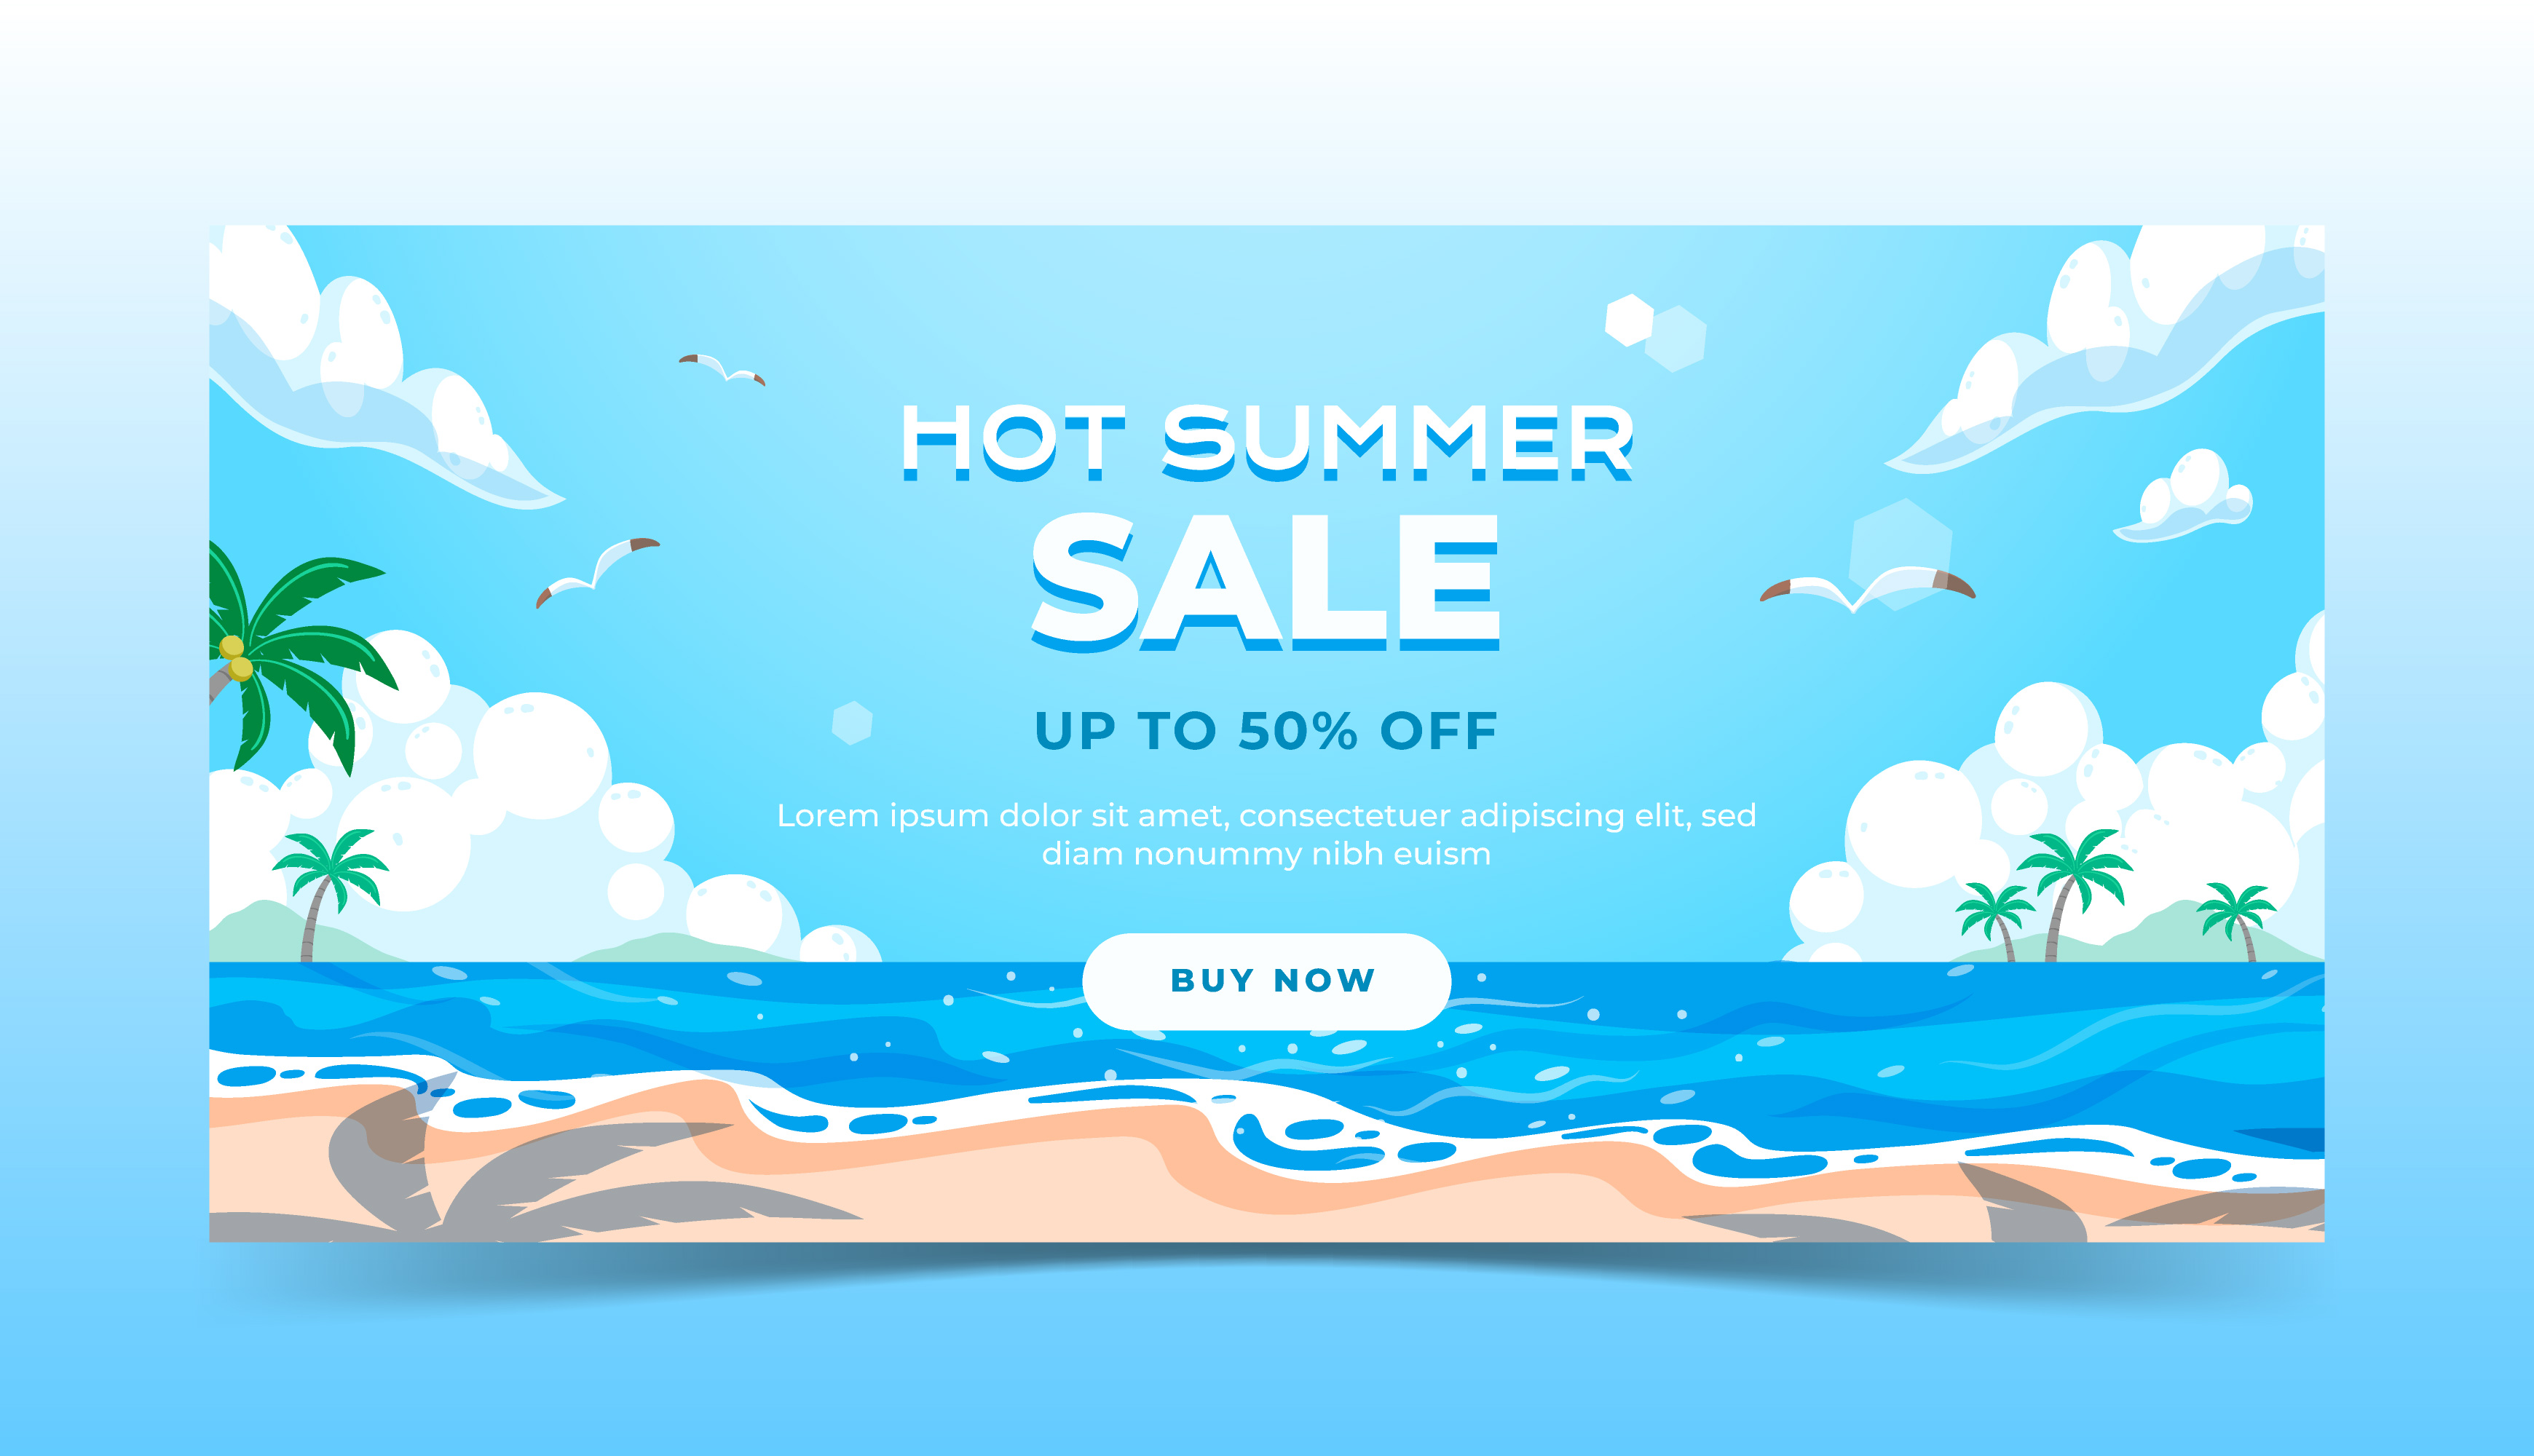 HOT SUMMER
SALE
UP TO 50% OFF
Lorem ipsum dolor sit amet, consectetuer adipiscing elit, sed
diam nonummy nibh euism
BUY NOW